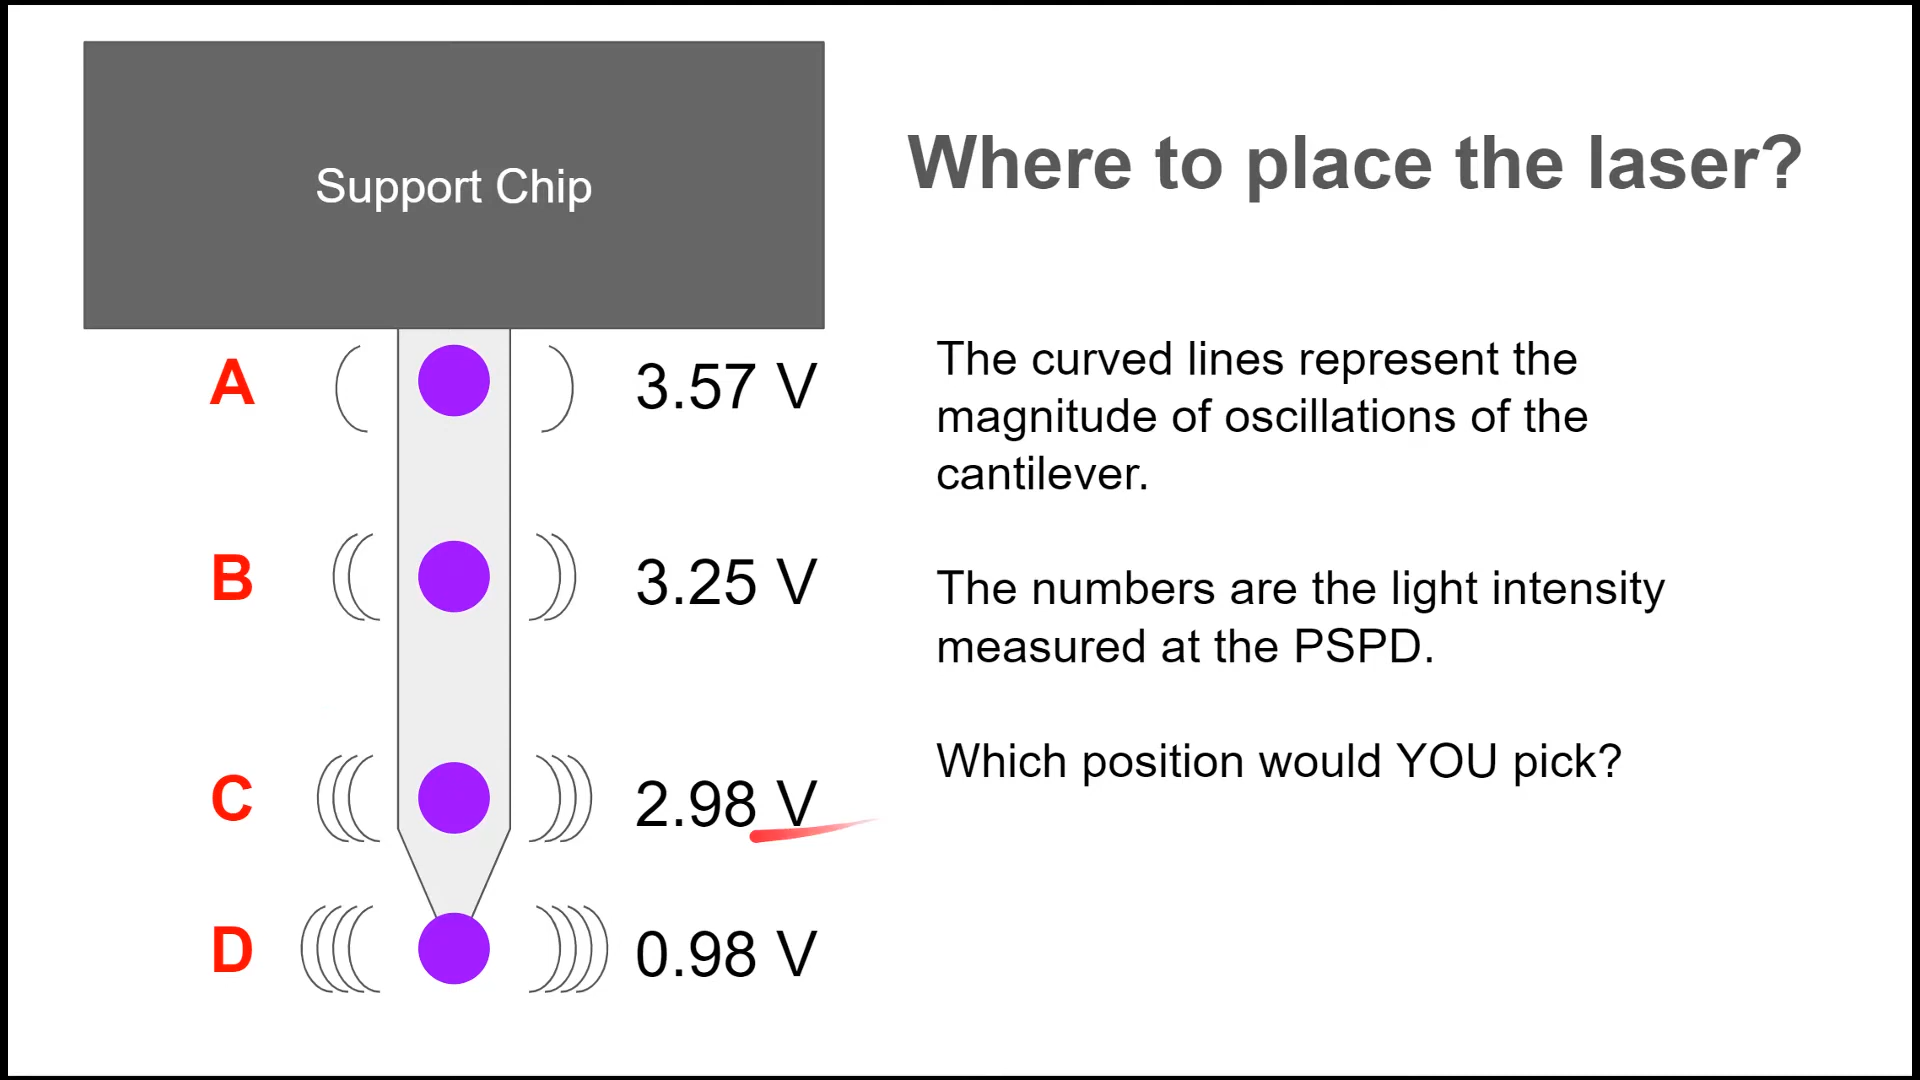 Support Chip
Where to place the laser?
A 3.57 V
B 3.25 V
C 2.98 V
D 0.98 V
The curved lines represent the
magnitude of oscillations of the
cantilever.
The numbers are the light intensity
measured at the PSPD.
Which position would YOU pick?